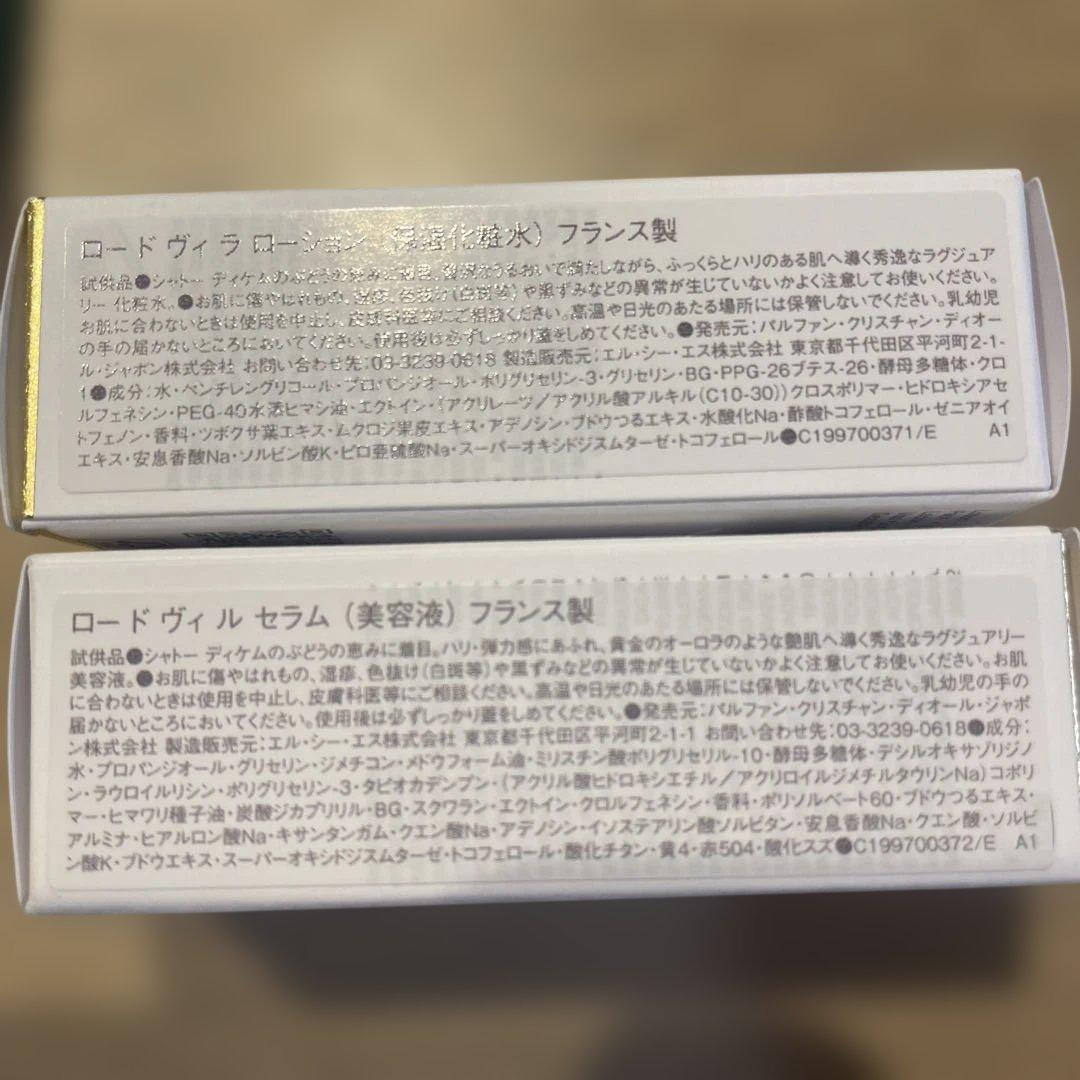 ロード ヴィ ラ ローション（保湿化粧水）フランス製
試供品●シャトー ディケムのぶどうの恵みに着目。贅沢なうるおいで満たしながら、ふっくらとハリのある肌へ導く秀逸なラグジュア
リー 化粧水。●お肌に傷やはれもの、湿疹、色抜け(白斑等)や黒ずみなどの異常が生じていないかよく注意してお使いください。
お肌に合わないときは使用を中止し、皮膚科医等にご相談ください。高温や日光のあたる場所には保管しないでください。乳幼児
の手の届かないところにおいてください。使用後は必ずしっかり蓋をしめてください。●発売元：パルファン・クリスチャン・ディオー
ル・ジャポン株式会社 お問い合わせ先：03-3239-0618 製造販売元：エル・シー・エス株式会社 東京都千代田区平河町2-1-
1●成分：水・ペンチレングリコール・プロパンジオール・ポリグリセリン-3・グリセリン・BG・PPG-26ブテス-26・酵母多糖体・クロ
ルフェネシン・PEG-40水添ヒマシ油・エクトイン・(アクリレーツ／アクリル酸アルキル(C10-30))クロスポリマー・ヒドロキシアセ
トフェノン・香料・ツボクサ葉エキス・ムクロジ果皮エキス・アデノシン・ブドウつるエキス・水酸化Na・酢酸トコフェロール・ゼニアオイ
エキス・安息香酸Na・ソルビン酸K・ピロ亜硫酸Na・スーパーオキシドジスムターゼ・トコフェロール●C199700371/E A1
ロード ヴィ ル セラム（美容液）フランス製
試供品●シャトー ディケムのぶどうの恵みに着目。ハリ・弾力感にあふれ、黄金のオーロラのような艶肌へ導く秀逸なラグジュアリー
美容液。●お肌に傷やはれもの、湿疹、色抜け(白斑等)や黒ずみなどの異常が生じていないかよく注意してお使いください。お肌
に合わないときは使用を中止し、皮膚科医等にご相談ください。高温や日光のあたる場所には保管しないでください。乳幼児の手の
届かないところにおいてください。使用後は必ずしっかり蓋をしめてください。●発売元：パルファン・クリスチャン・ディオール・ジャポ
ン株式会社 製造販売元：エル・シー・エス株式会社 東京都千代田区平河町2-1-1 お問い合わせ先：03-3239-0618●成分：
水・プロパンジオール・グリセリン・ジメチコン・メドウフォーム油・ミリスチン酸ポリグリセリル-10・酵母多糖体・デシルオキサゾリジノ
ン・ラウロイルリシン・ポリグリセリン-3・タピオカデンプン・(アクリル酸ヒドロキシエチル／アクリロイルジメチルタウリンNa)コポリ
マー・ヒマワリ種子油・炭酸ジカプリリル・BG・スクワラン・エクトイン・クロルフェネシン・香料・ポリソルベート60・ブドウつるエキス・
アルミナ・ヒアルロン酸Na・キサンタンガム・クエン酸Na・アデノシン・イソステアリン酸ソルビタン・安息香酸Na・クエン酸・ソルビ
ン酸K・ブドウエキス・スーパーオキシドジスムターゼ・トコフェロール・酸化チタン・黄4・赤504・酸化スズ●C199700372/E A1